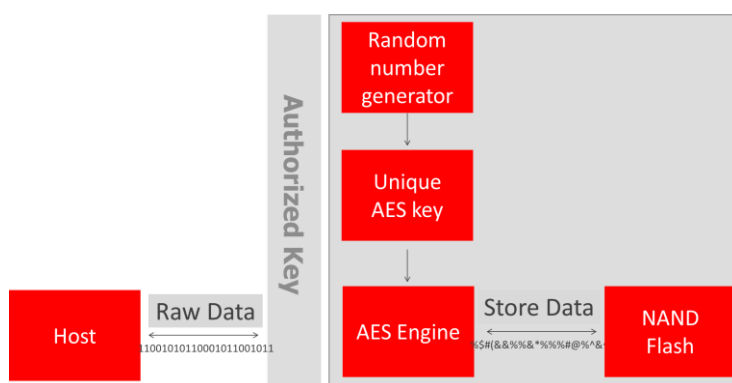 Random
number
generator
Authorized Key
Unique
AES key
Host
Raw Data
11001010110001011001011
AES Engine
Store Data
%$#(&&%%&*%%%#@%^&
NAND
Flash